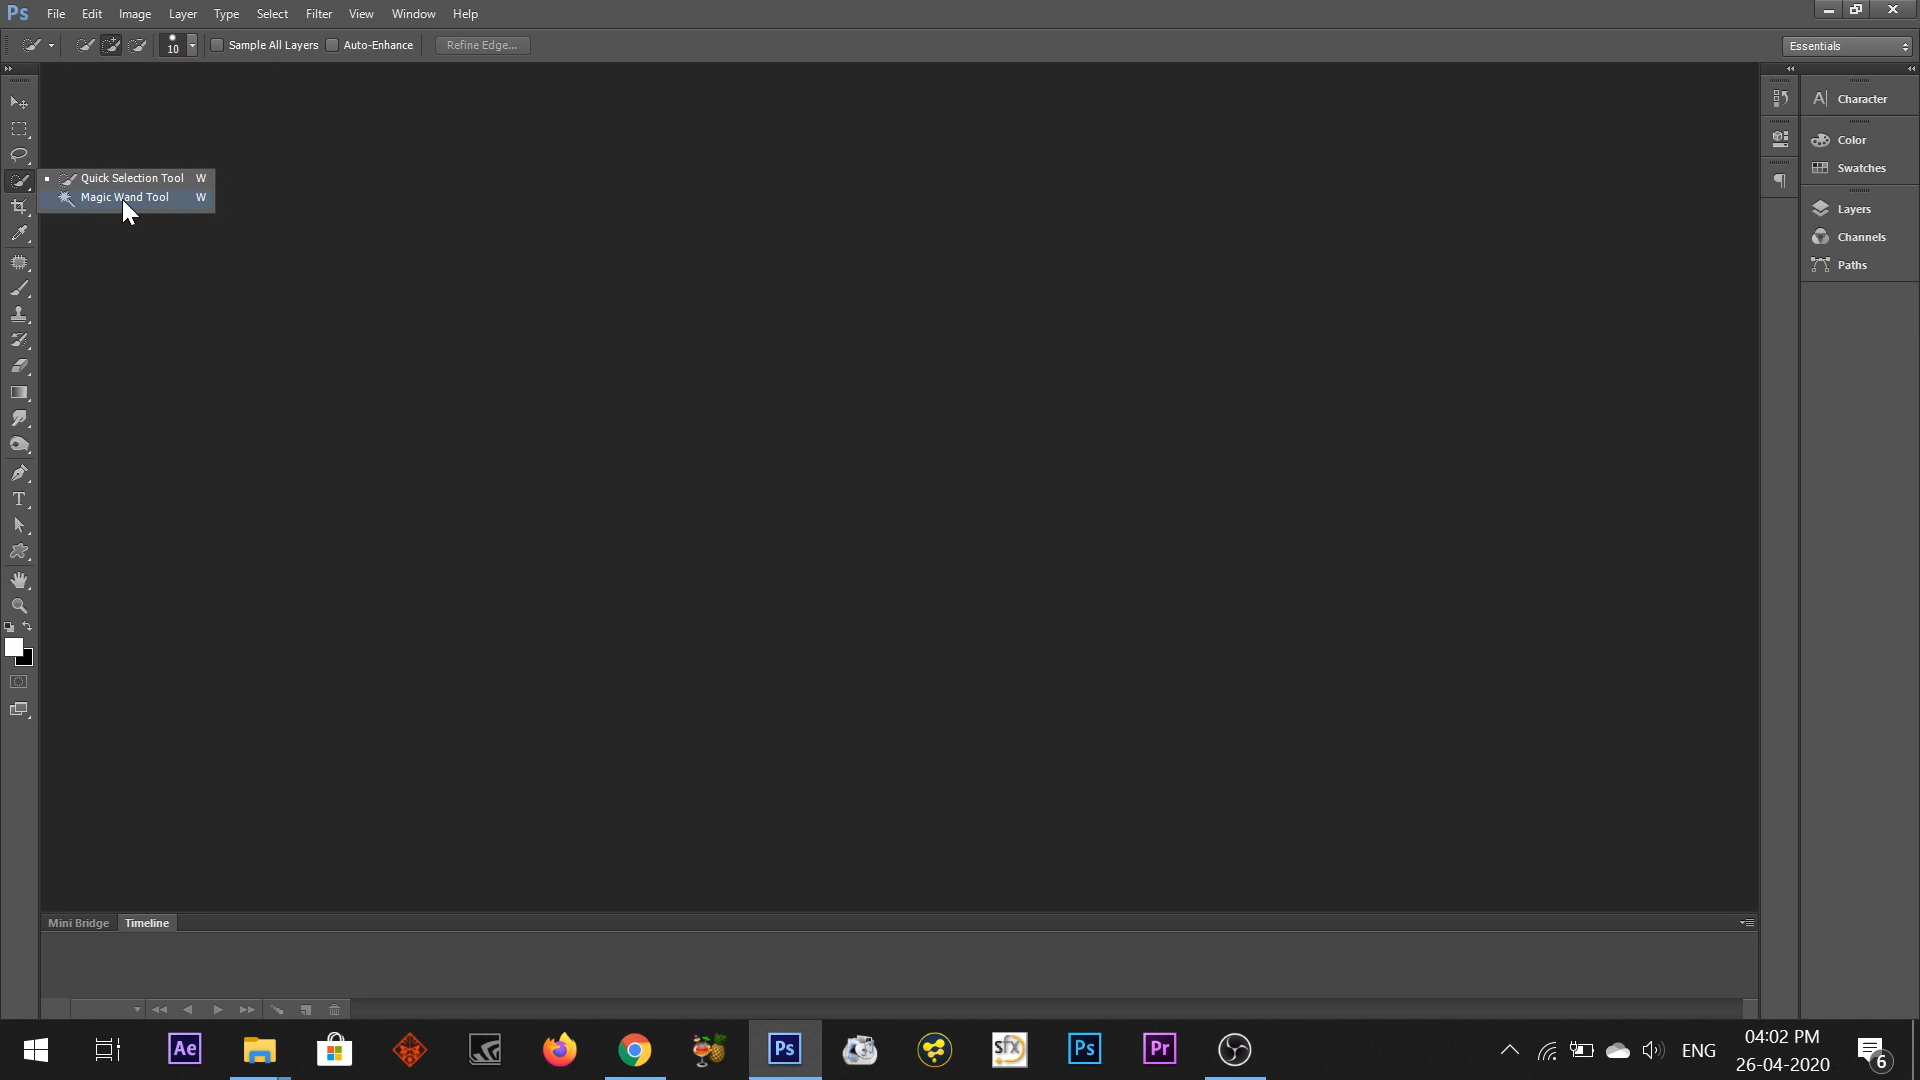 Ps File Edit Image Layer Type Select Filter View Window Help
10 Sample All Layers Auto-Enhance Refine Edge... Essentials
Character
Color
Swatches
Layers
Channels
Paths
Quick Selection Tool W
Magic Wand Tool W
T
Mini Bridge Timeline
Ae Ps sfx Ps Pr ENG
04:02 PM
26-04-2020
6